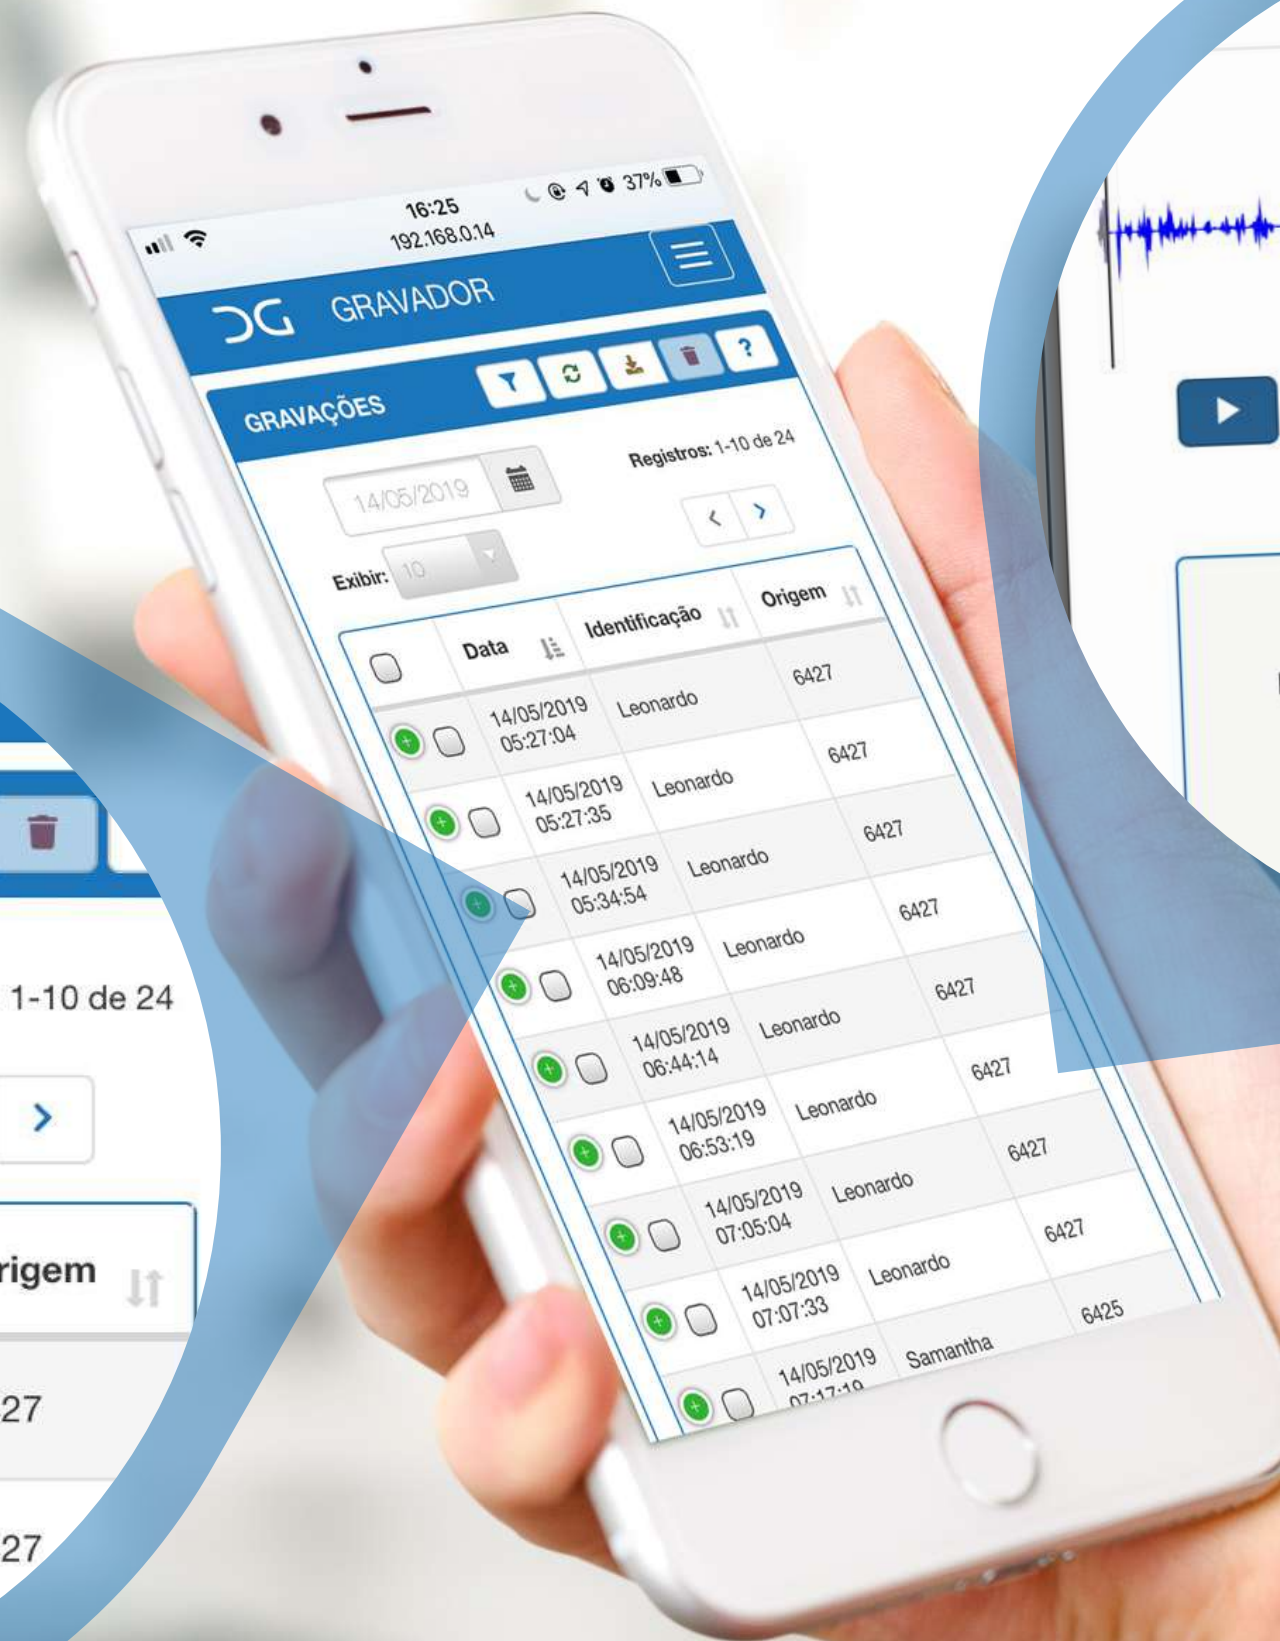 16:25
37%
192.168.0.14
DG GRAVADOR
GRAVAÇÕES
?
14/05/2019
Registros: 1-10 de 24
Exibir: 10
Data Identificação Origem
14/05/2019
05:27:04
Leonardo
6427
14/05/2019
05:27:35
Leonardo
6427
14/05/2019
05:34:54
Leonardo
6427
14/05/2019
06:09:48
Leonardo
6427
14/05/2019
06:44:14
Leonardo
6427
14/05/2019
06:53:19
Leonardo
6427
14/05/2019
07:05:04
Leonardo
6427
14/05/2019
07:07:33
Leonardo
6427
14/05/2019
07:17:19
Samantha
6425
1-10 de 24
rigem
27
27